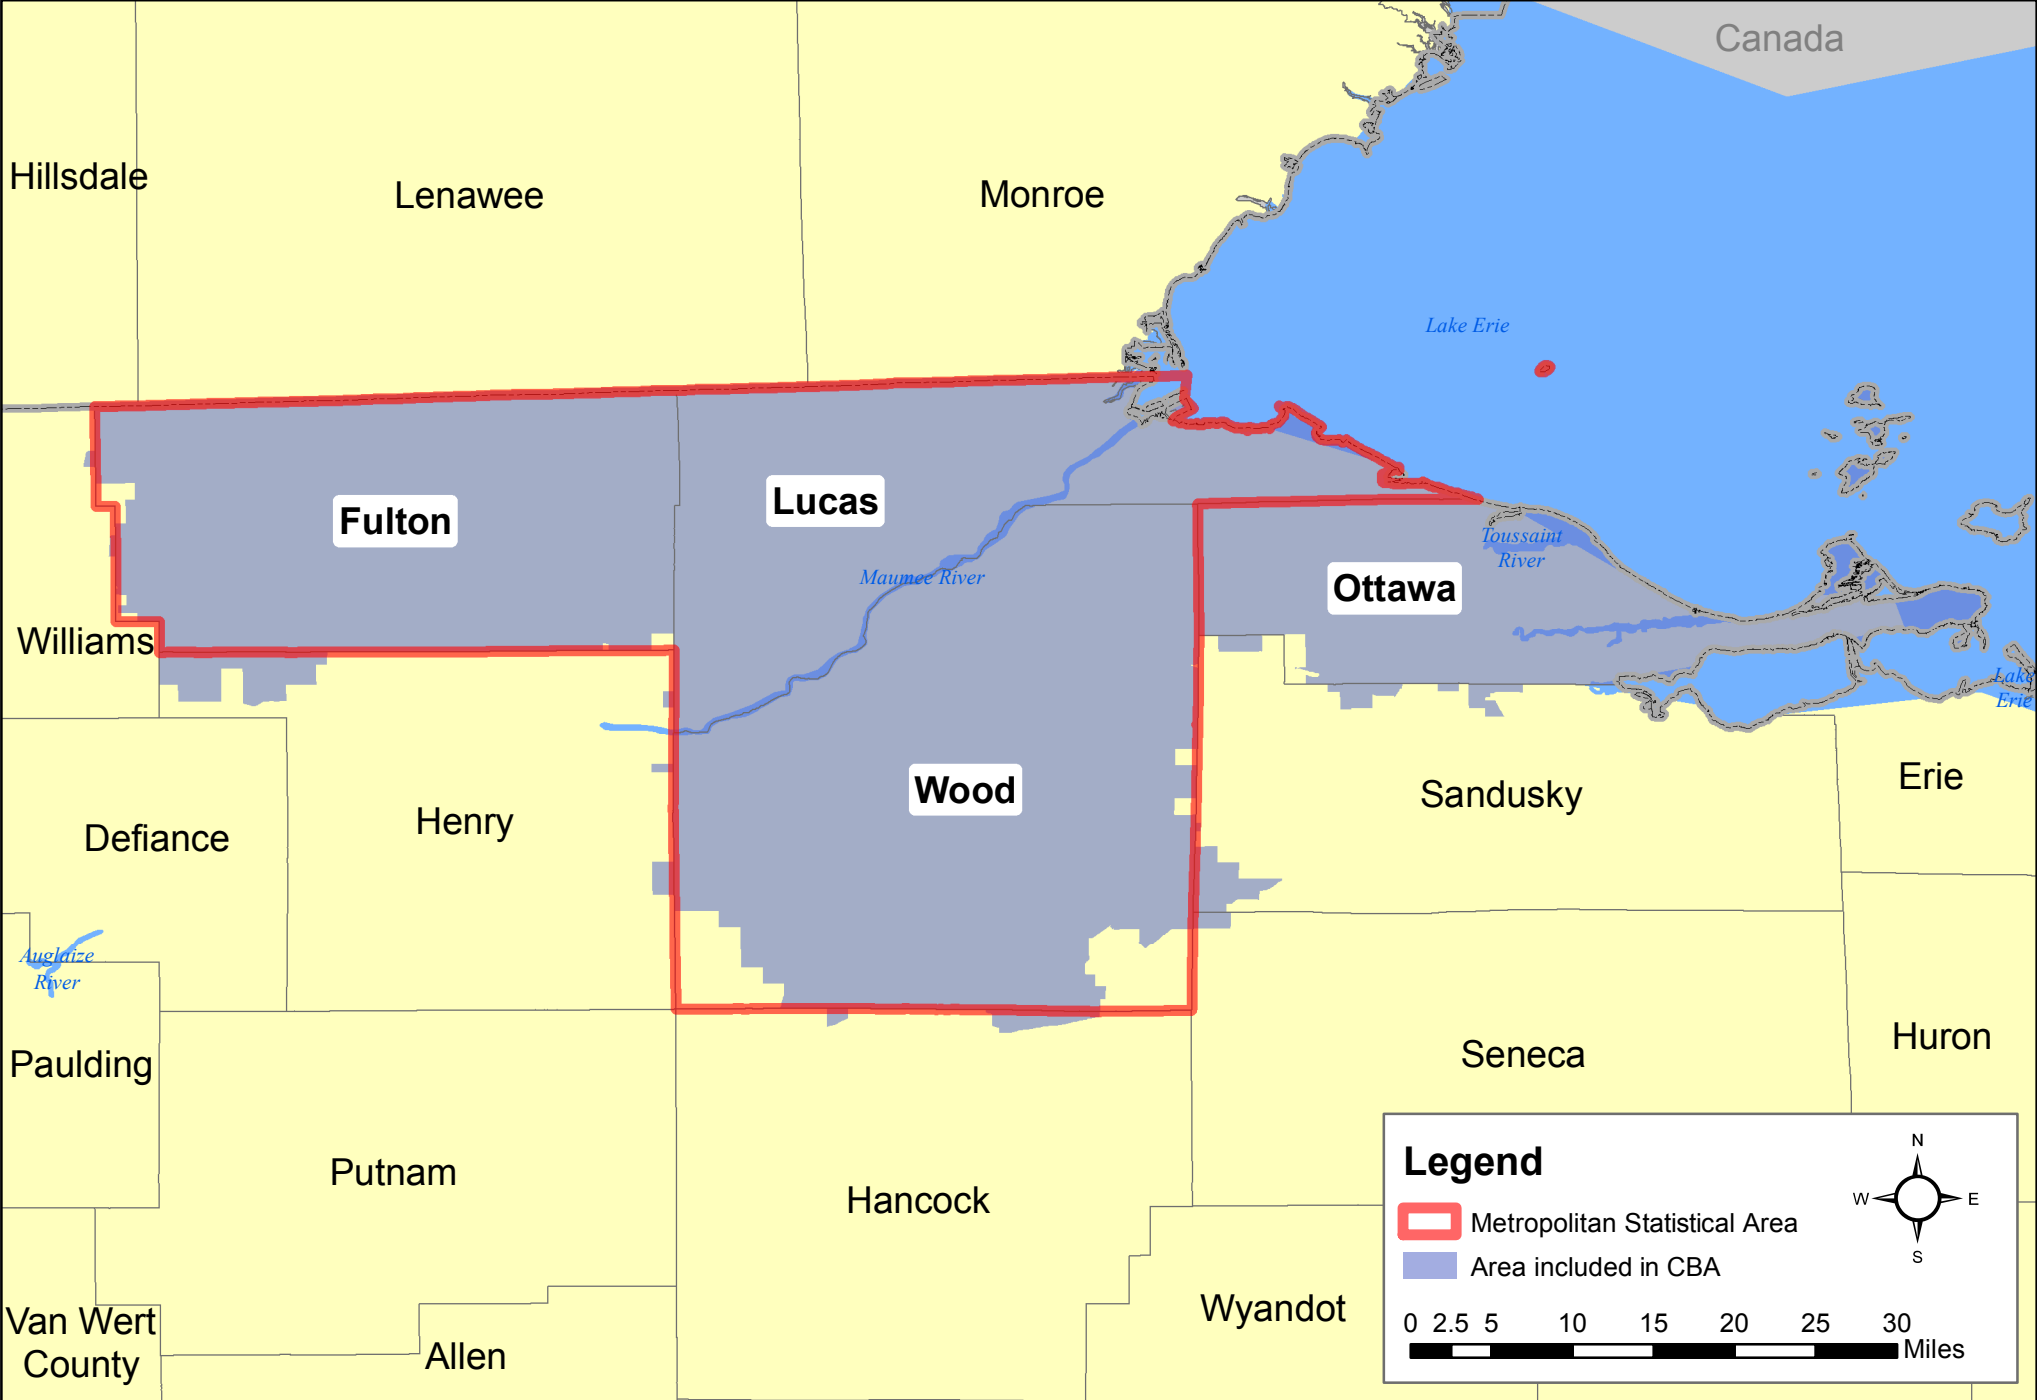 Canada
Hillsdale
Lenawee
Monroe
Lake Erie
Fulton
Lucas
Toussaint
River
Maumee River
Ottawa
Williams
Lake
Erie
Wood
Sandusky
Erie
Defiance
Henry
Auglaize
River
Paulding
Seneca
Huron
Putnam
Hancock
Van Wert
County
Allen
Wyandot
Legend
N
W
E
S
Metropolitan Statistical Area
Area included in CBA
0 2.5 5 10 15 20 25 30
Miles